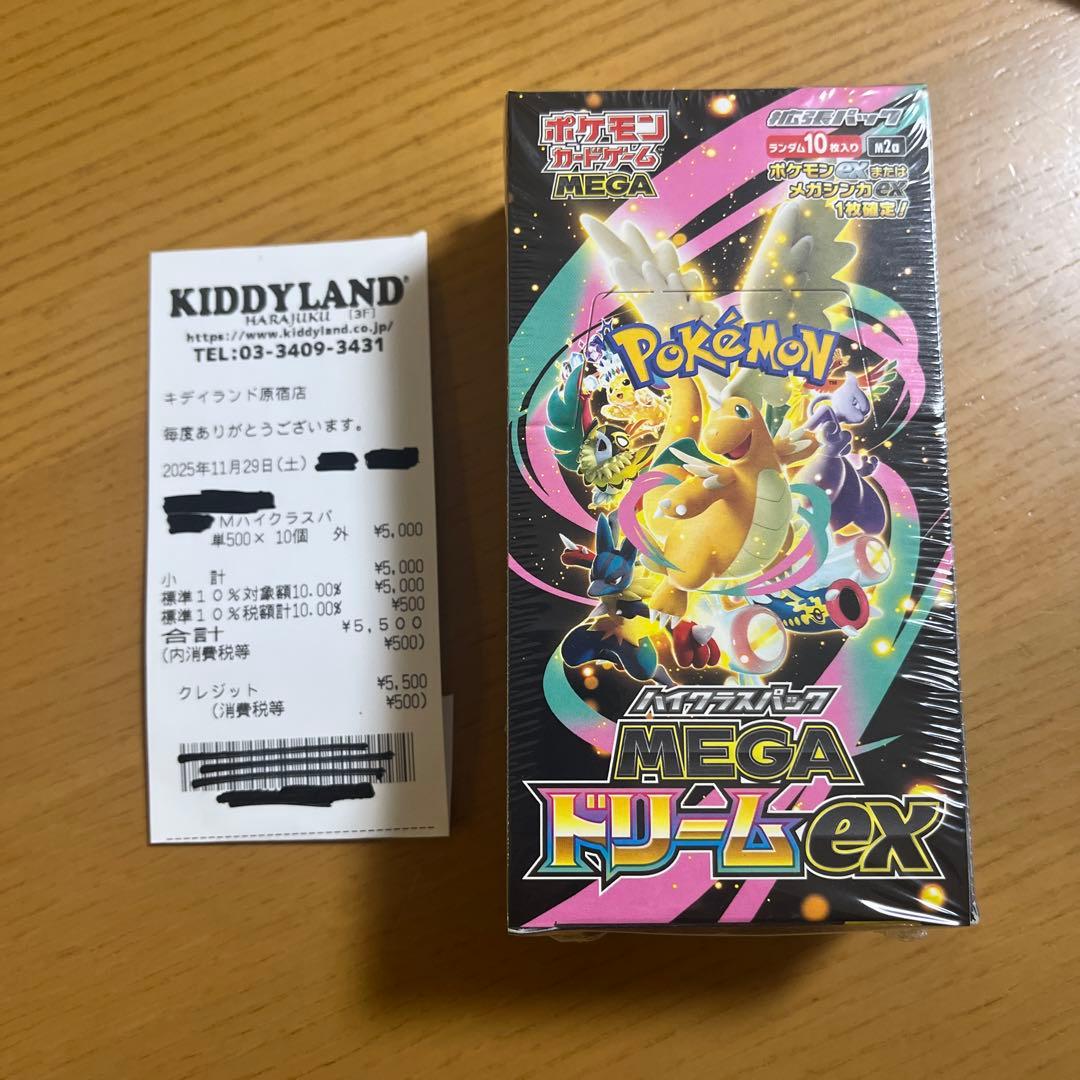 KIDDYLAND
HARAJUKU [3F]
https://www.kiddyland.co.jp/
TEL:03-3409-3431
キデイランド原宿店
毎度ありがとうございます。
2025年11月29日(土)
Mハイクラスパ
単500× 10個 外 ¥5,000
小 計 ¥5,000
標準10%対象額10.00% ¥5,000
標準10%税額計10.00% ¥500
合計 ¥5,500
(内消費税等 ¥500)
クレジット ¥5,500
(消費税等 ¥500)
ポケモン
カードゲーム
MEGA
拡張パック
ランダム10枚入り M2a
ポケモンexまたは
メガシンカex
1枚確定!
POKéMON
ハイクラスパック
MEGA
ドリームex